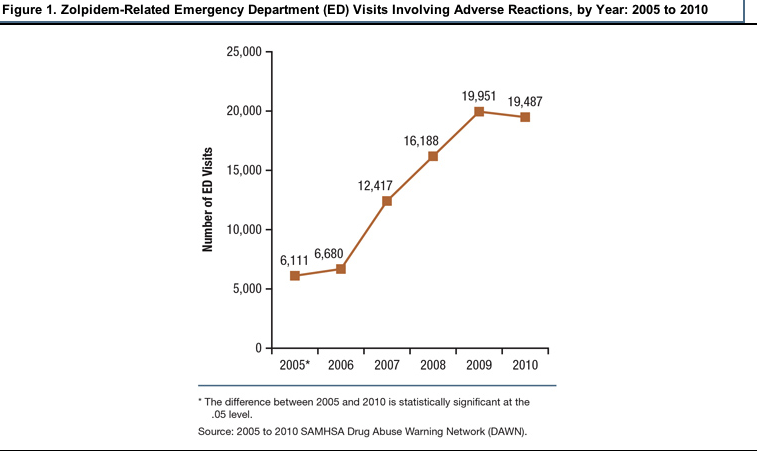 Figure 1. Zolpidem-Related Emergency Department (ED) Visits Involving Adverse Reactions, by Year: 2005 to 2010
25,000
20,000
15,000
10,000
5,000
0
Number of ED Visits
6,111
6,680
12,417
16,188
19,951
19,487
2005* 2006 2007 2008 2009 2010
* The difference between 2005 and 2010 is statistically significant at the
.05 level.
Source: 2005 to 2010 SAMHSA Drug Abuse Warning Network (DAWN).